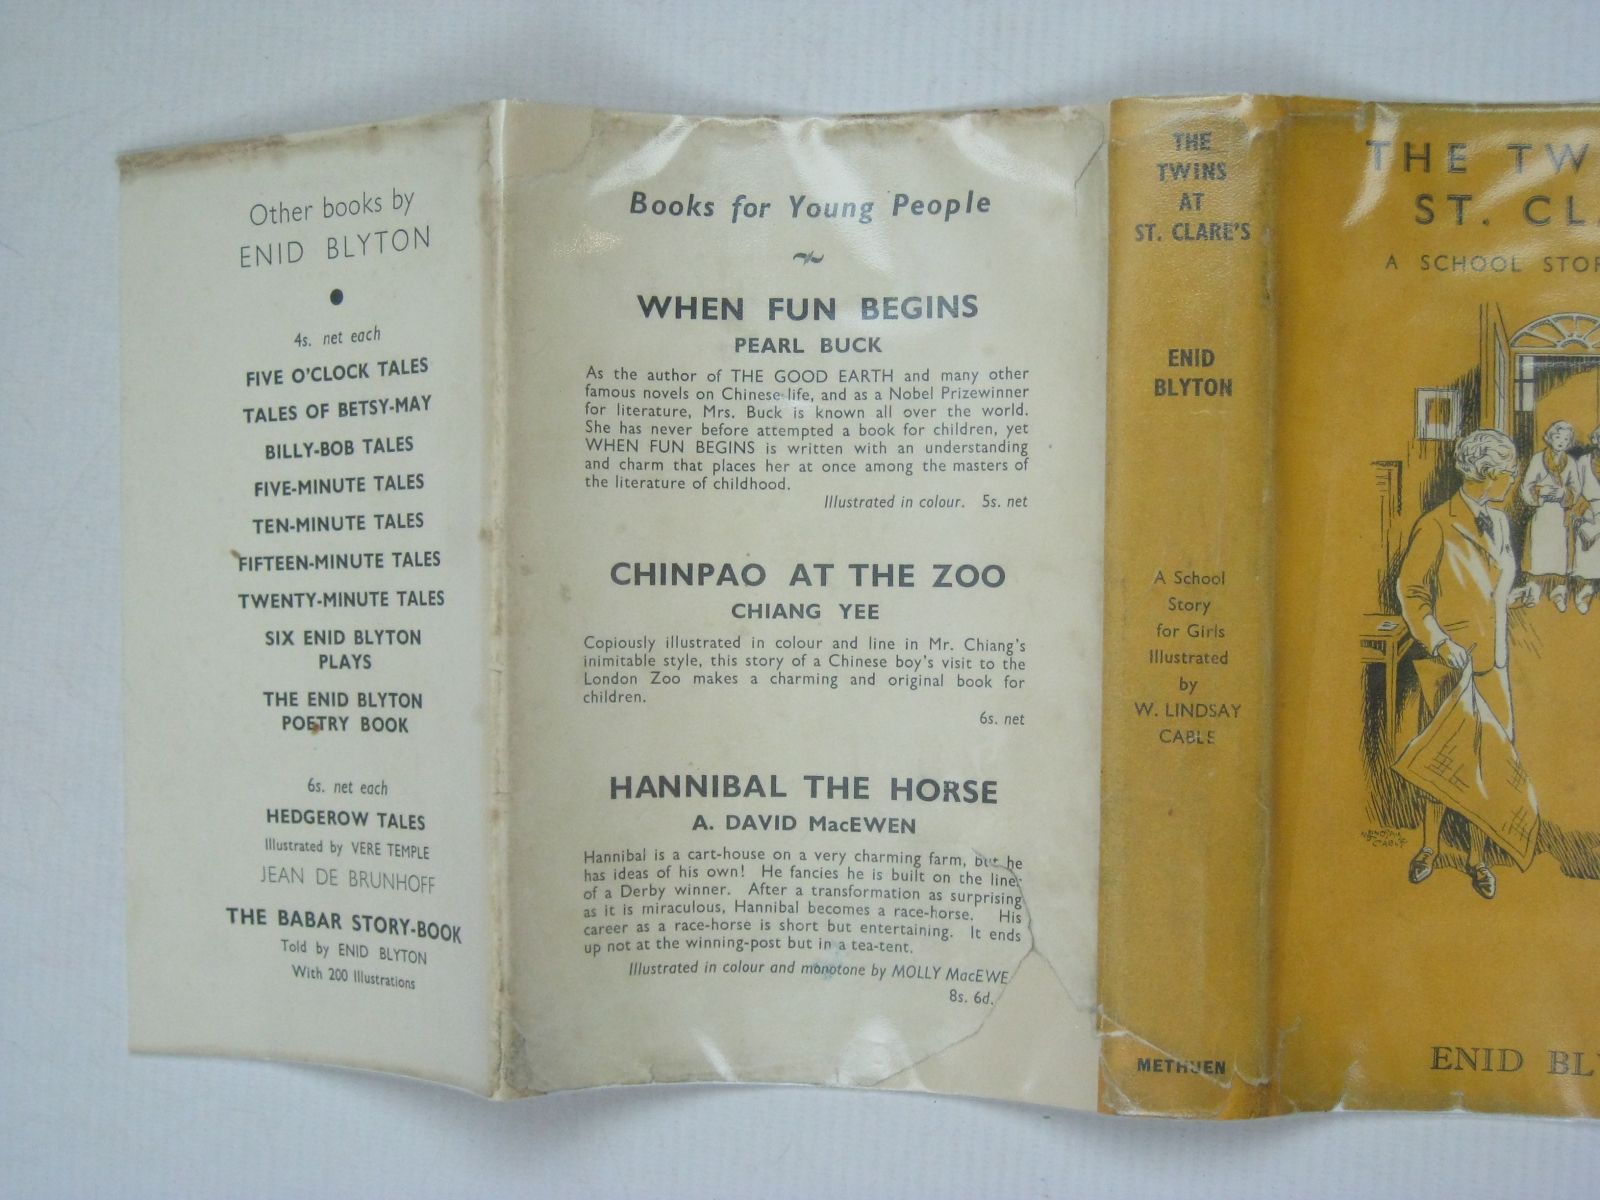 Other books by
ENID BLYTON
4s. net each
FIVE O'CLOCK TALES
TALES OF BETSY-MAY
BILLY-BOB TALES
FIVE-MINUTE TALES
TEN-MINUTE TALES
FIFTEEN-MINUTE TALES
TWENTY-MINUTE TALES
SIX ENID BLYTON
PLAYS
THE ENID BLYTON
POETRY BOOK
6s. net each
HEDGEROW TALES
Illustrated by VERE TEMPLE
JEAN DE BRUNHOFF
THE BABAR STORY-BOOK
Told by ENID BLYTON
With 200 Illustrations
Books for Young People
WHEN FUN BEGINS
PEARL BUCK
As the author of THE GOOD EARTH and many other
famous novels on Chinese life, and as a Nobel Prizewinner
for literature, Mrs. Buck is known all over the world.
She has never before attempted a book for children, yet
WHEN FUN BEGINS is written with an understanding
and charm that places her at once among the masters of
the literature of childhood.
Illustrated in colour. 5s. net
CHINPAO AT THE ZOO
CHIANG YEE
Copiously illustrated in colour and line in Mr. Chiang's
inimitable style, this story of a Chinese boy's visit to the
London Zoo makes a charming and original book for
children.
6s. net
HANNIBAL THE HORSE
A. DAVID MacEWEN
Hannibal is a cart-house on a very charming farm, but he
has ideas of his own! He fancies he is built on the line
of a Derby winner. After a transformation as surprising
as it is miraculous, Hannibal becomes a race-horse. His
career as a race-horse is short but entertaining. It ends
up not at the winning-post but in a tea-tent.
Illustrated in colour and monotone by MOLLY MacEWE
8s. 6d.
THE
TWINS
AT
ST. CLARE'S
ENID
BLYTON
A School
Story
for Girls
Illustrated
by
W. LINDSAY
CABLE
METHUEN
THE TW
ST. CL
A SCHOOL STOR
ENID BL